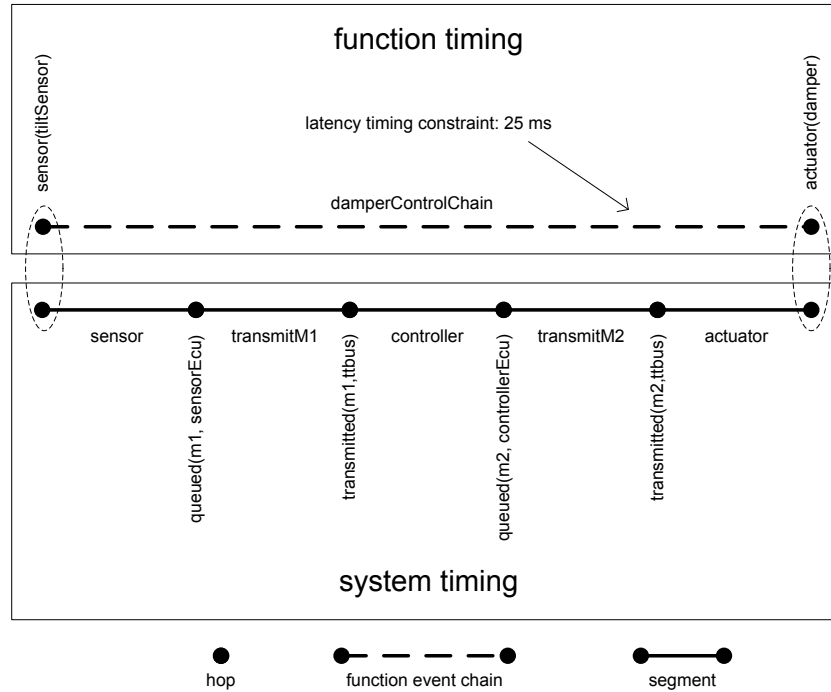 function timing
sensor(tiltSensor)
actuator(damper)
latency timing constraint: 25 ms
damperControlChain
sensor
transmitM1
controller
transmitM2
actuator
queued(m1, sensorEcu)
transmitted(m1,ttbus)
queued(m2, controllerEcu)
transmitted(m2,ttbus)
system timing
hop
function event chain
segment